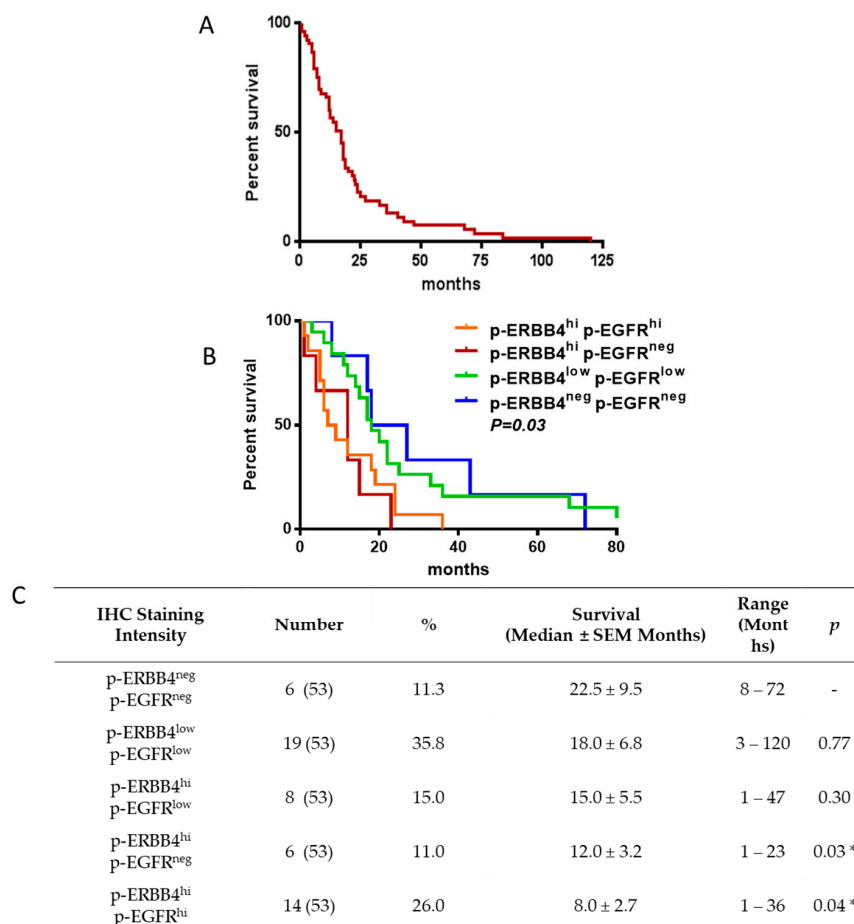 A
100
50
0
Percent survival
0 25 50 75 100 125
months
B
100
50
0
Percent survival
0 20 40 60 80
months
p-ERBB4hi p-EGFRhi
p-ERBB4hi p-EGFRneg
p-ERBB4low p-EGFRlow
p-ERBB4neg p-EGFRneg
P=0.03
C
IHC Staining Intensity Number % Survival (Median ± SEM Months) Range (Mont hs) p
p-ERBB4neg p-EGFRneg 6 (53) 11.3 22.5 ± 9.5 8 – 72 -
p-ERBB4low p-EGFRlow 19 (53) 35.8 18.0 ± 6.8 3 – 120 0.77
p-ERBB4hi p-EGFRlow 8 (53) 15.0 15.0 ± 5.5 1 – 47 0.30
p-ERBB4hi p-EGFRneg 6 (53) 11.0 12.0 ± 3.2 1 – 23 0.03 *
p-ERBB4hi p-EGFRhi 14 (53) 26.0 8.0 ± 2.7 1 – 36 0.04 *